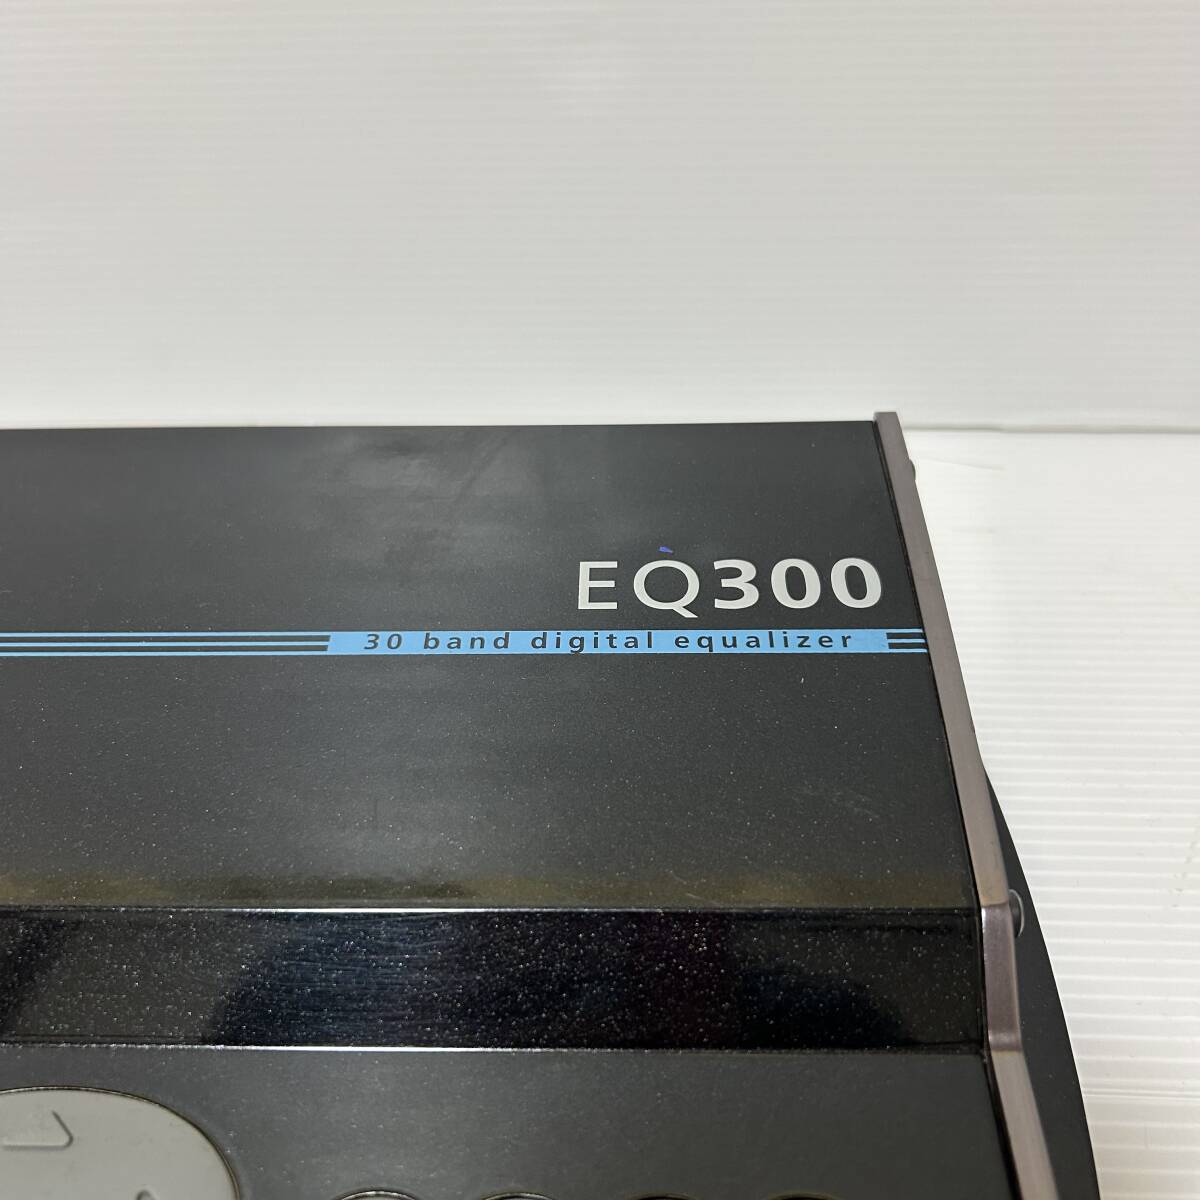 EQ300
30 band digital equalizer